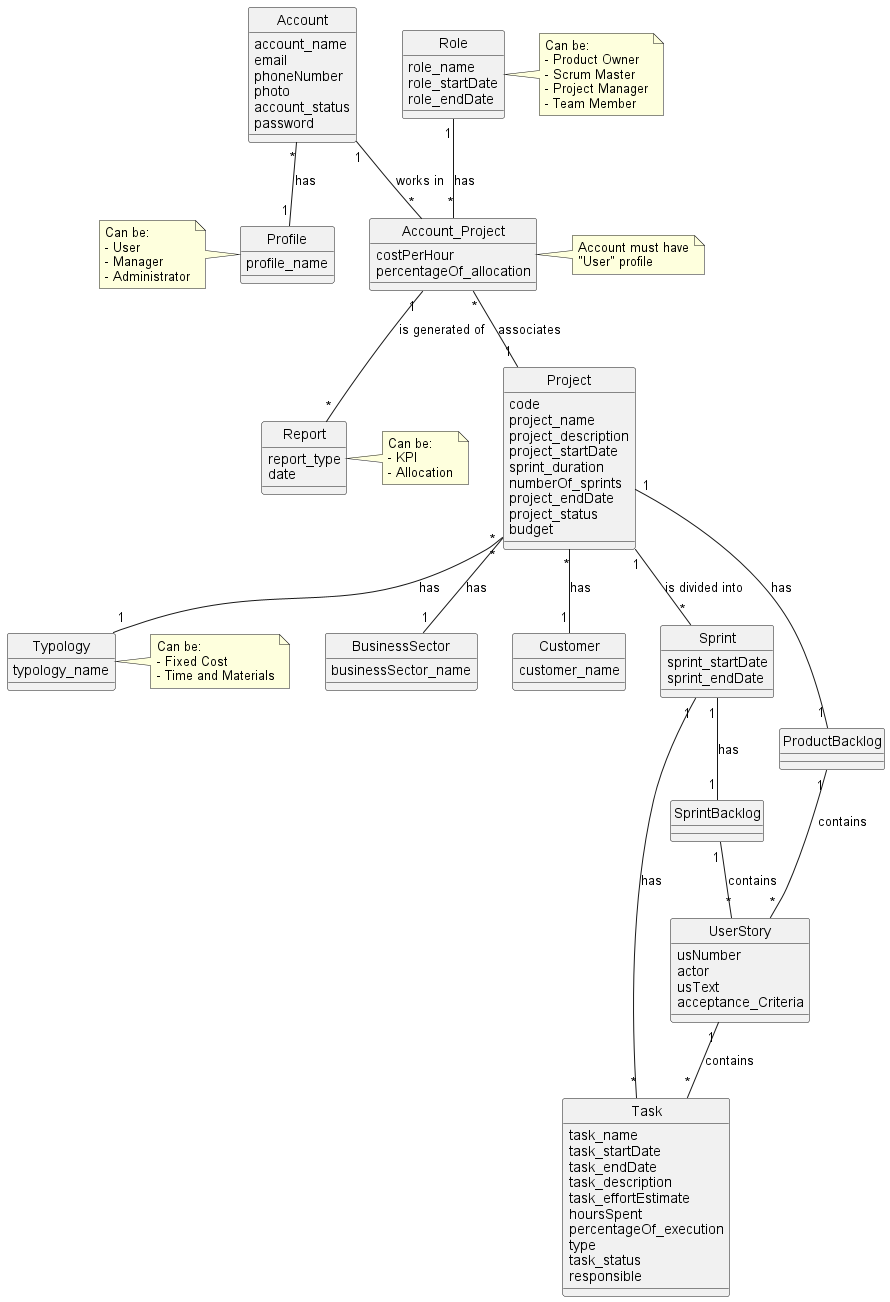 Account
account_name
email
phoneNumber
photo
account_status
password
Role
role_name
role_startDate
role_endDate
Can be:
- Product Owner
- Scrum Master
- Project Manager
- Team Member
*
1
1
has
works in
has
1
*
*
Can be:
- User
- Manager
- Administrator
Profile
profile_name
Account_Project
costPerHour
percentageOf_allocation
Account must have
"User" profile
1
*
is generated of
associates
*
1
Report
report_type
date
Can be:
- KPI
- Allocation
Project
code
project_name
project_description
project_startDate
sprint_duration
numberOf_sprints
project_endDate
project_status
budget
1
*
*
*
1
has
has
has
is divided into
has
1
1
1
*
1
Typology
typology_name
Can be:
- Fixed Cost
- Time and Materials
BusinessSector
businessSector_name
Customer
customer_name
Sprint
sprint_startDate
sprint_endDate
1
1
has
1
ProductBacklog
1
SprintBacklog
contains
1
has
contains
*
*
UserStory
usNumber
actor
usText
acceptance_Criteria
1
contains
*
*
Task
task_name
task_startDate
task_endDate
task_description
task_effortEstimate
hoursSpent
percentageOf_execution
type
task_status
responsible